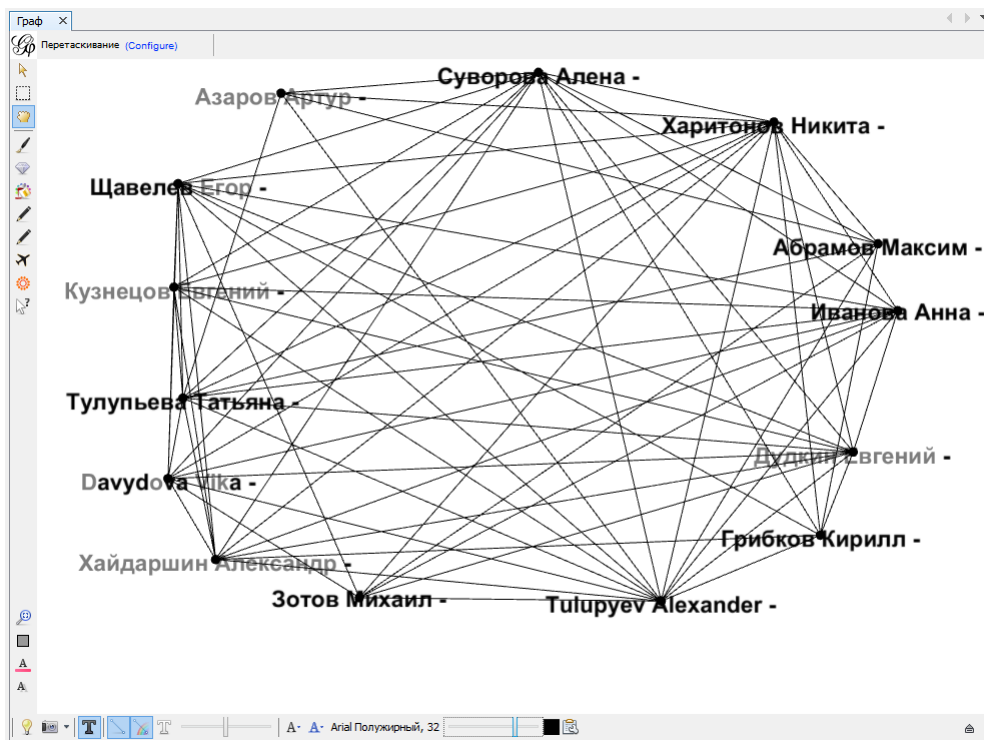 Граф
Перетаскивание (Configure)
Суворова Алена -
Азаров Артур -
Харитонов Никита -
Щавелев Егор -
Абрамов Максим -
Кузнецов Евгений -
Иванова Анна -
Тулупьева Татьяна -
Дудкин Евгений -
Davydova Vika -
Грибков Кирилл -
Хайдаршин Александр -
Зотов Михаил -
Tulupyev Alexander -
T T A- A- Arial Полужирный, 32